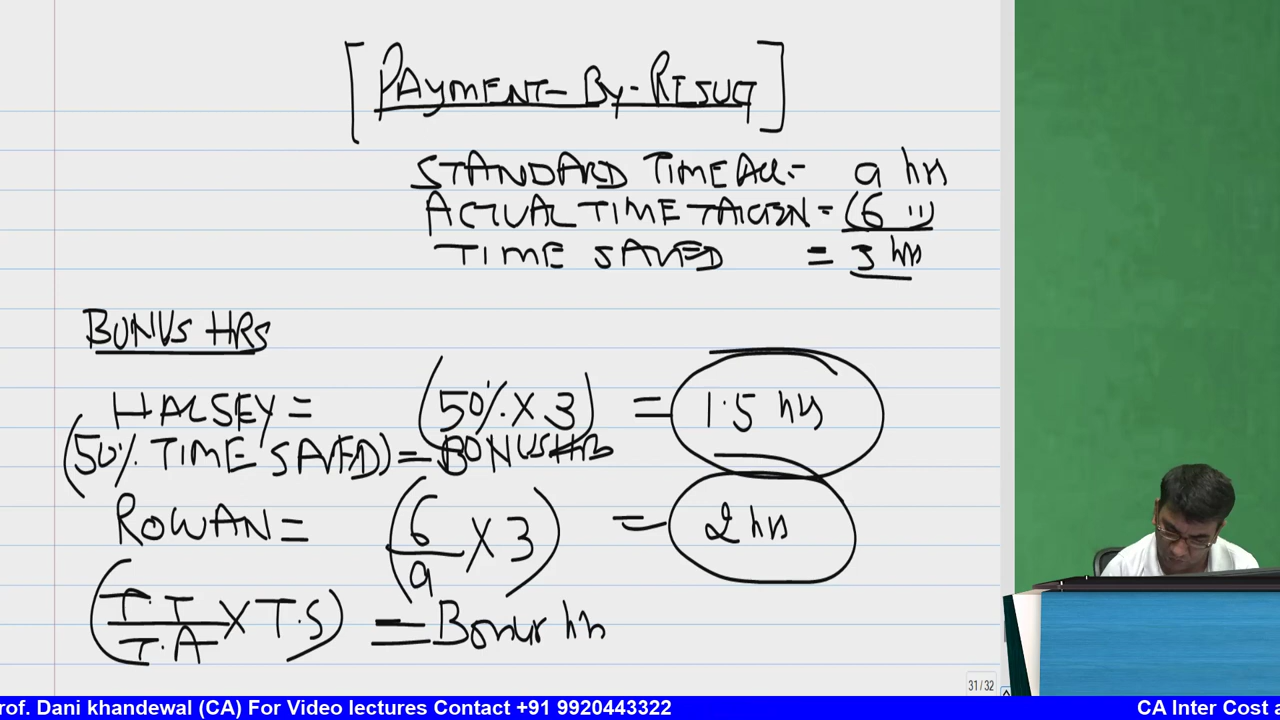 [PAYMENT-BY-RESULT]
STANDARD TIME ALL:- 9 hrs
ACTUAL TIME TAKEN = (6 ")
TIME SAVED = 3 hrs
BONUS HRS
HALSEY = (50% X 3) = 1.5 hrs
(50% TIME SAVED) = BONUS HRS
ROWAN = (6/9 X 3) = 2 hrs
(T.T/T.A X T.S) = Bonus hrs
31/32
rof. Dani khandewal (CA) For Video lectures Contact +91 9920443322
CA Inter Cost a